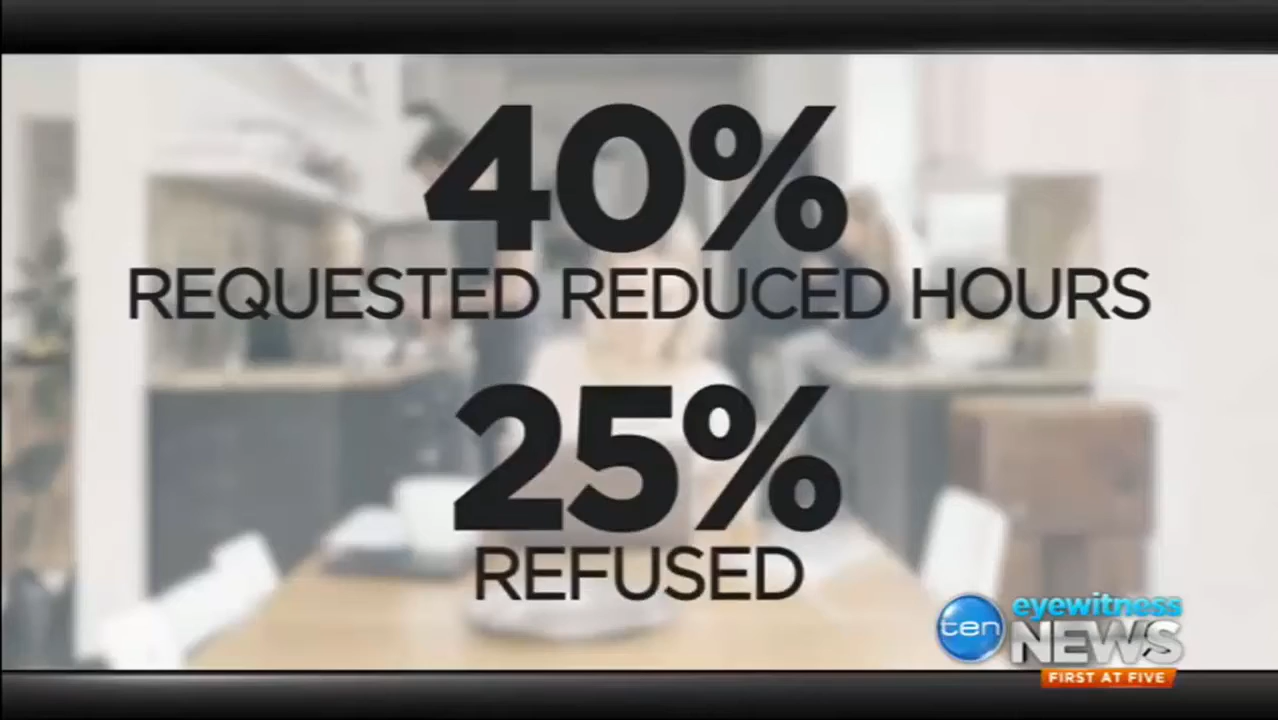 40%
REQUESTED REDUCED HOURS
25%
REFUSED
ten
eyewitness
NEWS
FIRST AT FIVE